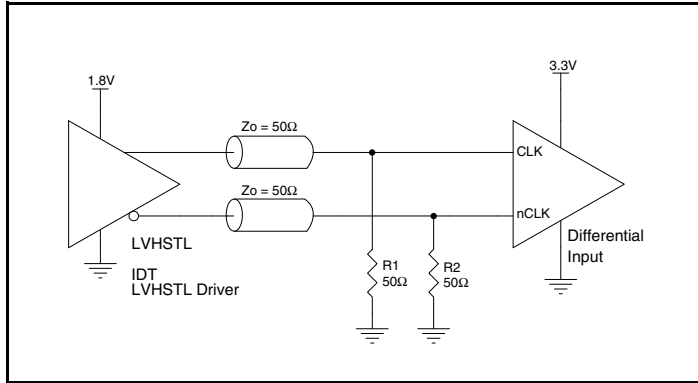 1.8V
3.3V
Zo = 50Ω
CLK
Zo = 50Ω
nCLK
LVHSTL
IDT
LVHSTL Driver
R1
50Ω
R2
50Ω
Differential
Input